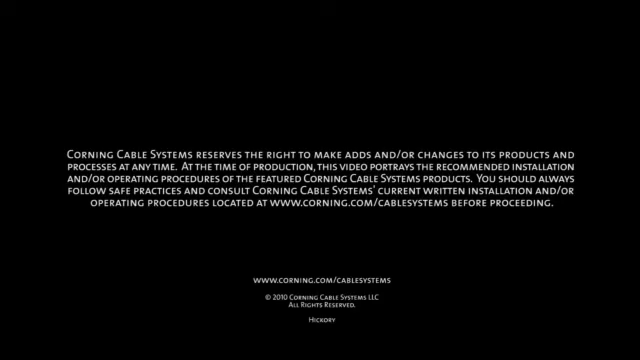 Corning Cable Systems reserves the right to make adds and/or changes to its products and
processes at any time. At the time of production, this video portrays the recommended installation
and/or operating procedures of the featured Corning Cable Systems products. You should always
follow safe practices and consult Corning Cable Systems' current written installation and/or
operating procedures located at www.corning.com/cablesystems before proceeding.
www.corning.com/cablesystems
© 2010 Corning Cable Systems LLC
All Rights Reserved.
Hickory